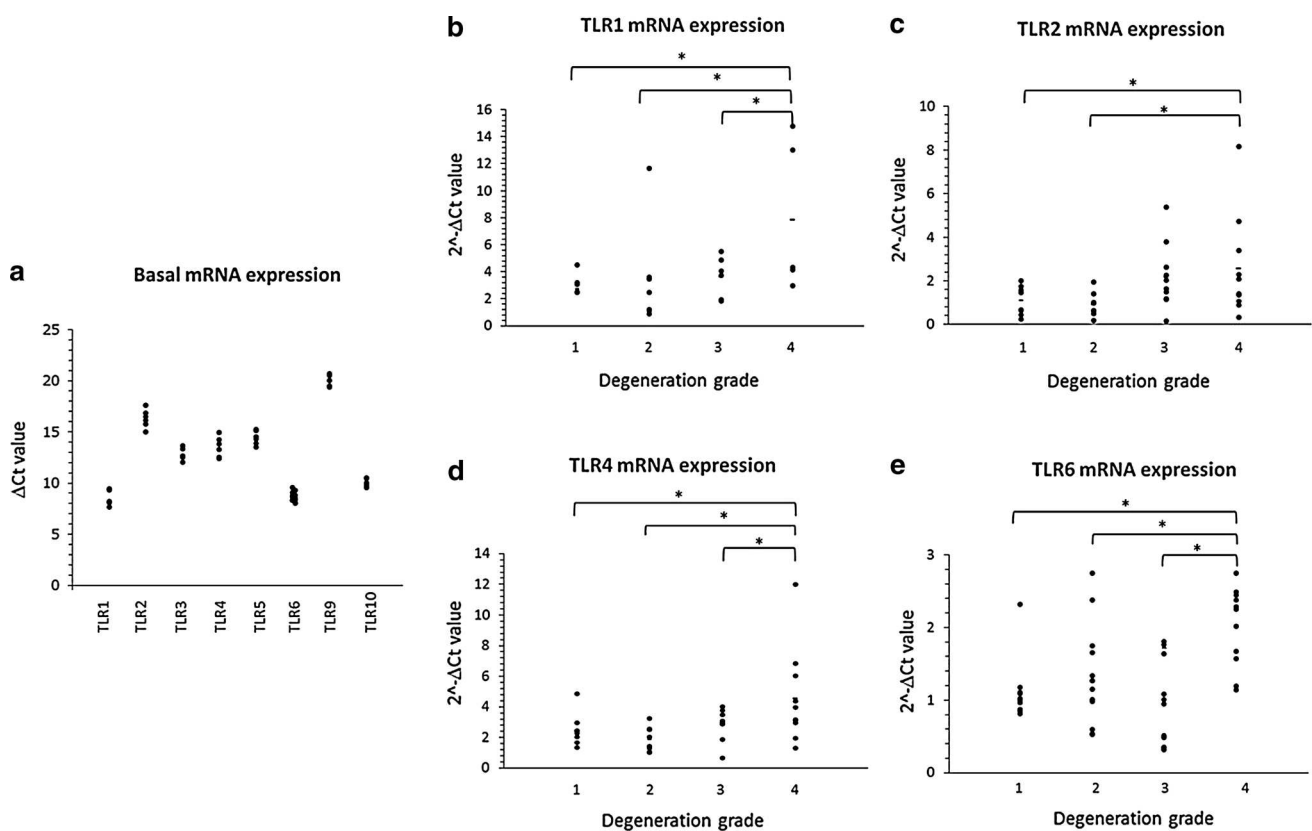 a
Basal mRNA expression
ΔCt value
25
20
15
10
5
0
TLR1
TLR2
TLR3
TLR4
TLR5
TLR6
TLR9
TLR10
b
TLR1 mRNA expression
*
*
*
2^-ΔCt value
16
14
12
10
8
6
4
2
0
1 2 3 4
Degeneration grade
c
TLR2 mRNA expression
*
*
2^-ΔCt value
10
8
6
4
2
0
1 2 3 4
Degeneration grade
d
TLR4 mRNA expression
*
*
*
2^-ΔCt value
14
12
10
8
6
4
2
0
1 2 3 4
Degeneration grade
e
TLR6 mRNA expression
*
*
*
2^-ΔCt value
3
2
1
0
1 2 3 4
Degeneration grade